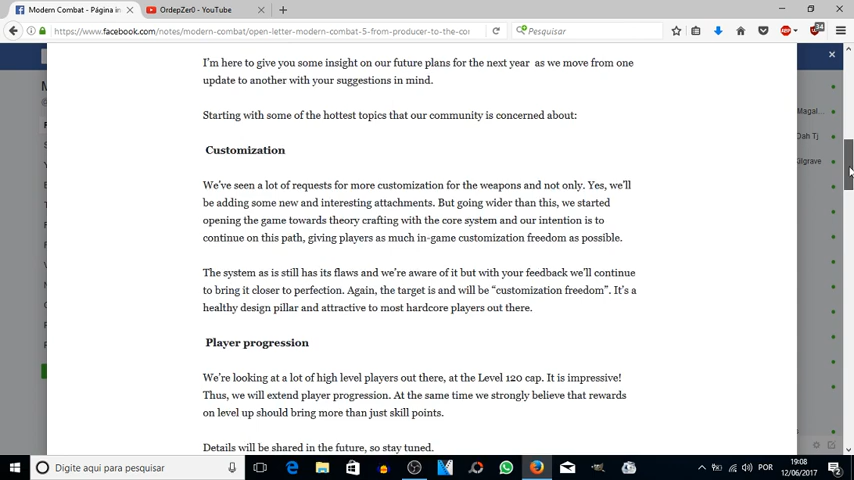 Modern Combat - Página in
OrdepZer0 - YouTube
https://www.facebook.com/notes/modern-combat/open-letter-modern-combat-5-from-producer-to-the-co
Pesquisar
34
ABP
I'm here to give you some insight on our future plans for the next year as we move from one
update to another with your suggestions in mind.
Starting with some of the hottest topics that our community is concerned about:
Magal...
Dah Tj
Customization
Kilgrave
We've seen a lot of requests for more customization for the weapons and not only. Yes, we'll
be adding some new and interesting attachments. But going wider than this, we started
opening the game towards theory crafting with the core system and our intention is to
continue on this path, giving players as much in-game customization freedom as possible.
The system as is still has its flaws and we're aware of it but with your feedback we'll continue
to bring it closer to perfection. Again, the target is and will be "customization freedom". It's a
healthy design pillar and attractive to most hardcore players out there.
Player progression
We're looking at a lot of high level players out there, at the Level 120 cap. It is impressive!
Thus, we will extend player progression. At the same time we strongly believe that rewards
on level up should bring more than just skill points.
Details will be shared in the future, so stay tuned.
Digite aqui para pesquisar
POR
19:08
12/06/2017
2